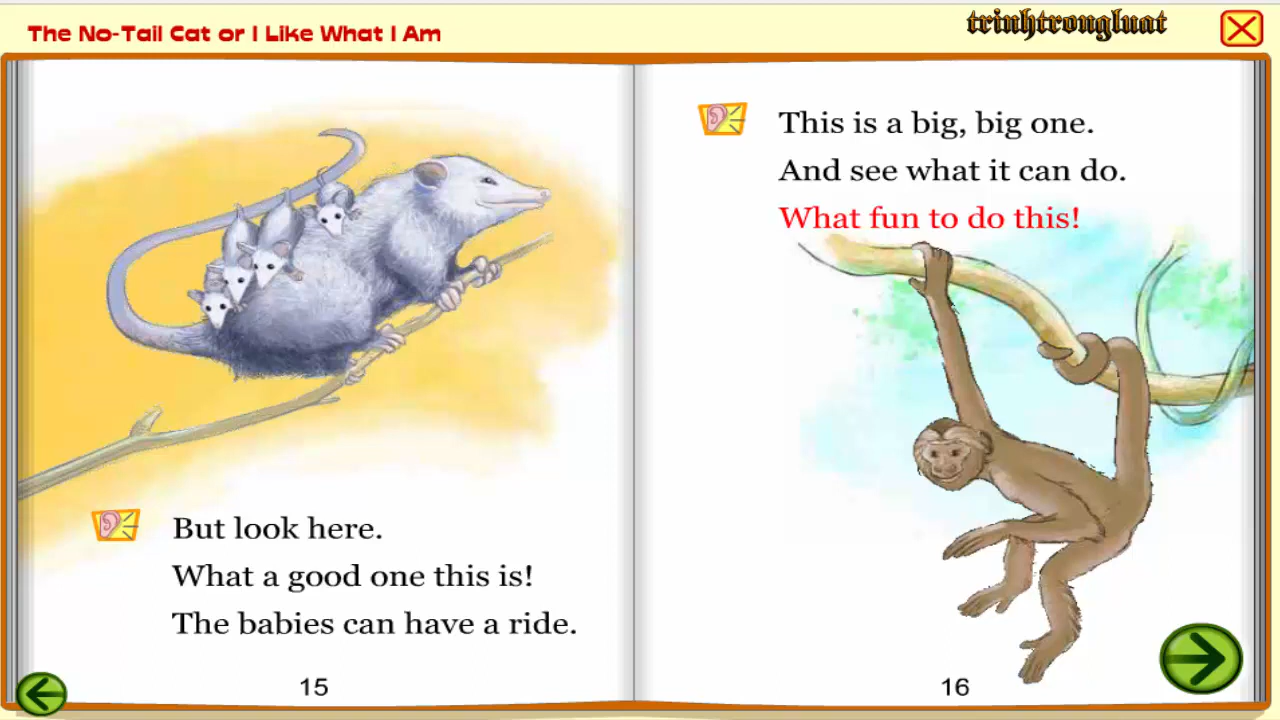 The No-Tail Cat or I Like What I Am
trinhtrongluat
But look here.
What a good one this is!
The babies can have a ride.
15
This is a big, big one.
And see what it can do.
What fun to do this!
16